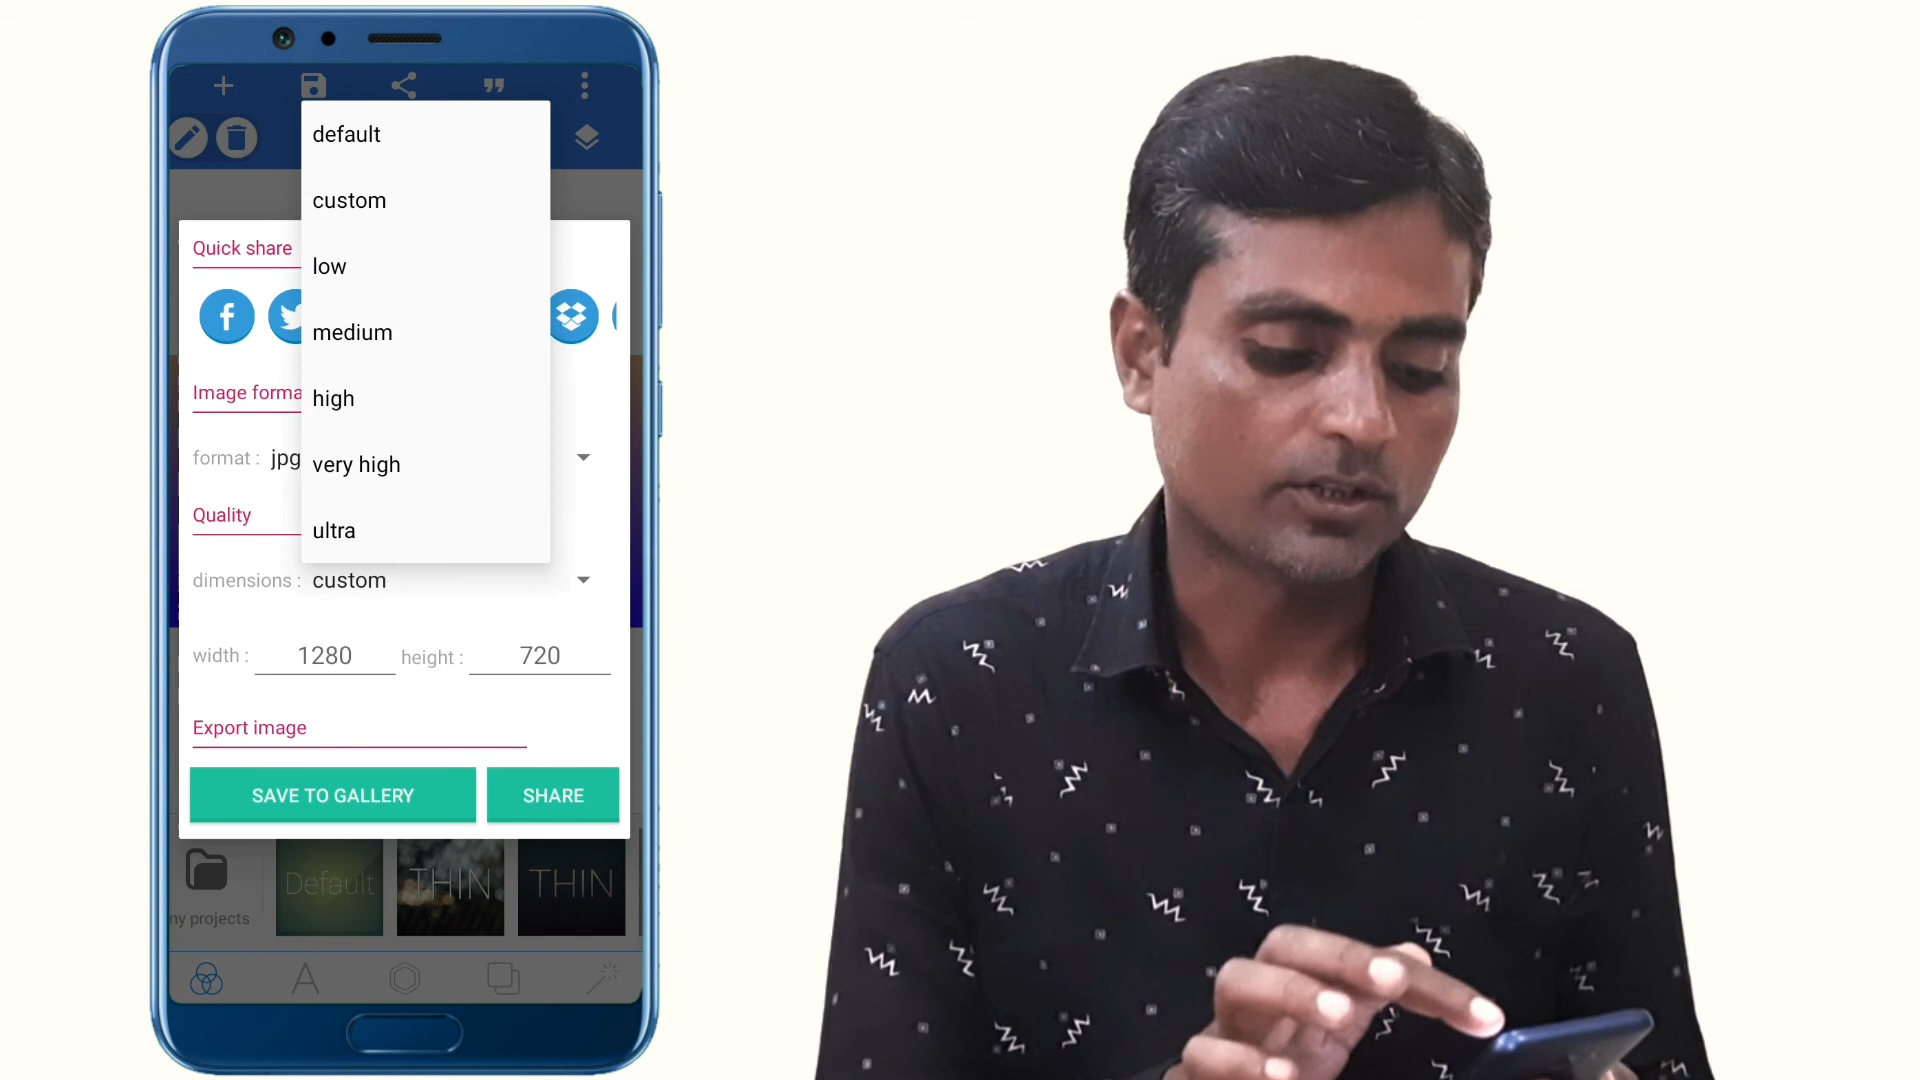 default
custom
low
medium
high
very high
ultra
Quick share
Image forma
format : jpg
Quality
dimensions : custom
width : 1280 height : 720
Export image
SAVE TO GALLERY SHARE
Default THIN THIN
my projects